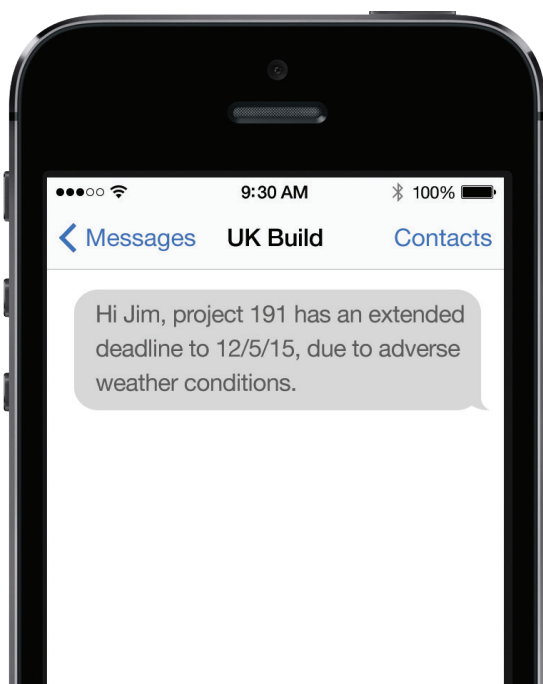 9:30 AM 100%
Messages UK Build Contacts
Hi Jim, project 191 has an extended
deadline to 12/5/15, due to adverse
weather conditions.